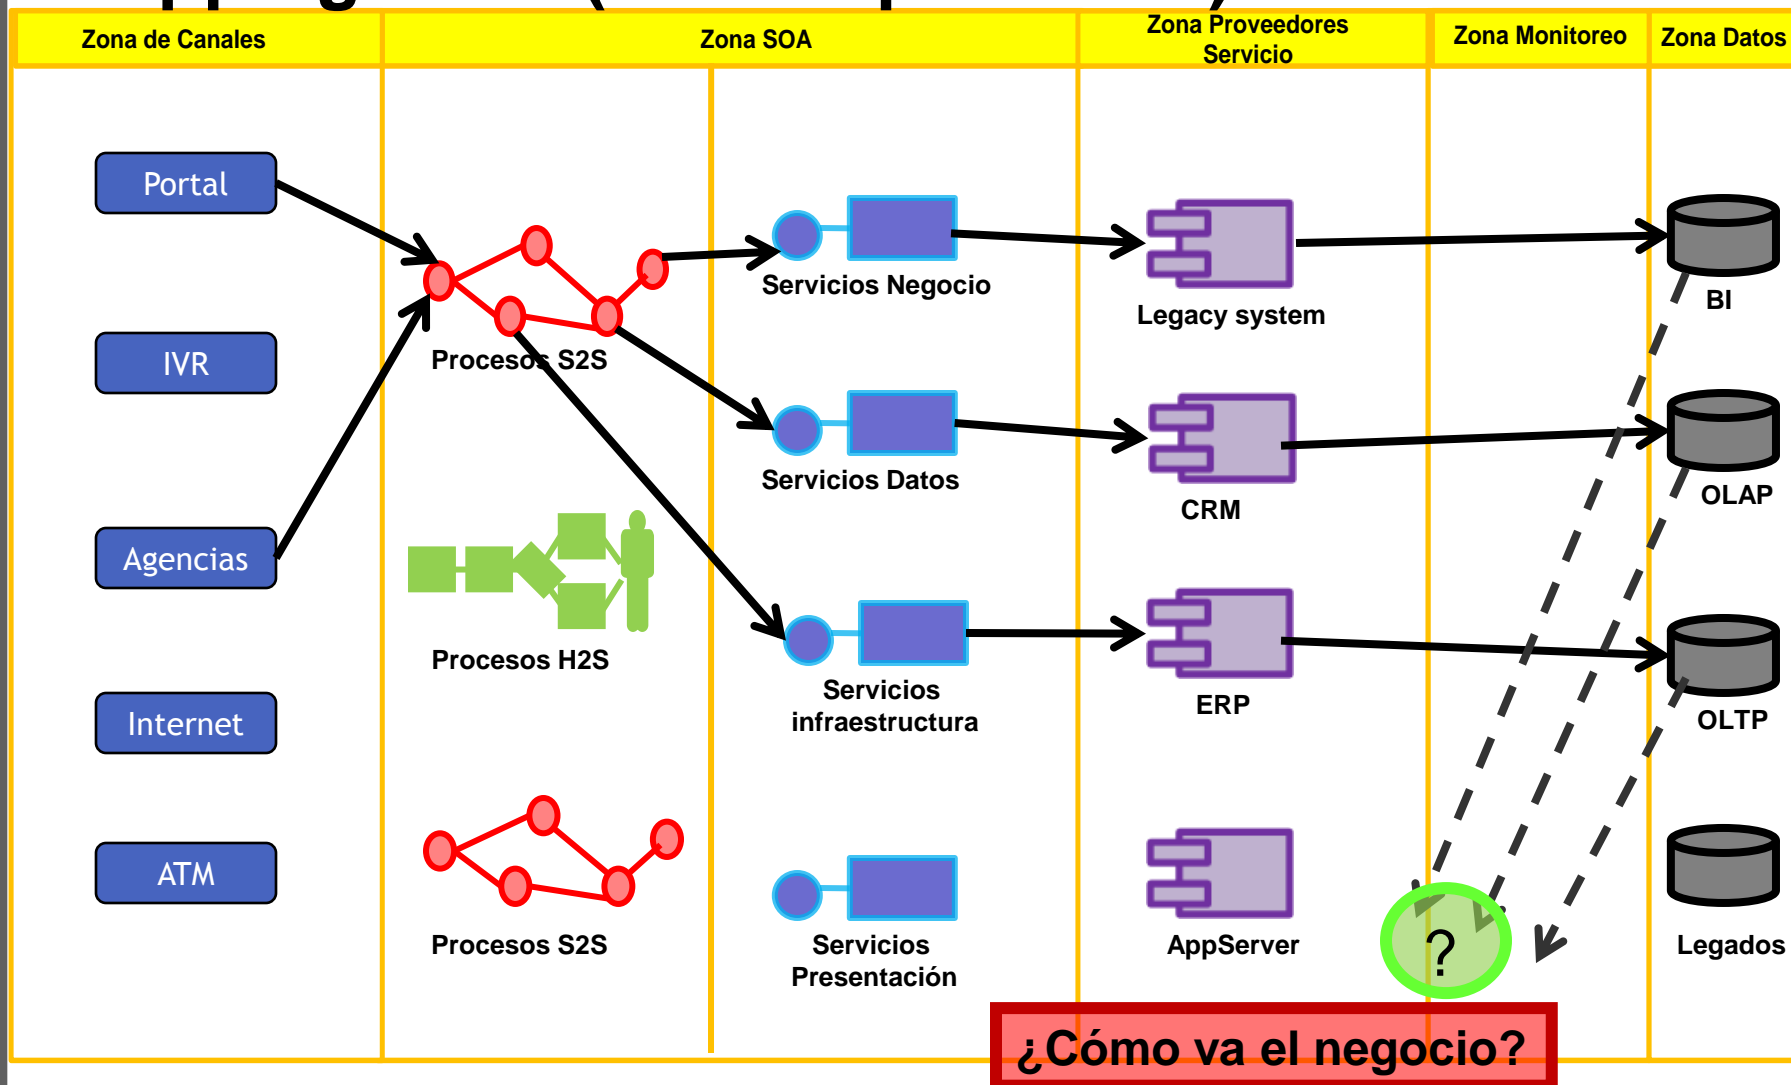 Zona de Canales
Zona SOA
Zona Proveedores
Servicio
Zona Monitoreo
Zona Datos
Portal
IVR
Agencias
Internet
ATM
Procesos S2S
Procesos H2S
Procesos S2S
Servicios Negocio
Servicios Datos
Servicios
infraestructura
Servicios
Presentación
Legacy system
CRM
ERP
AppServer
BI
OLAP
OLTP
Legados
?
¿Cómo va el negocio?